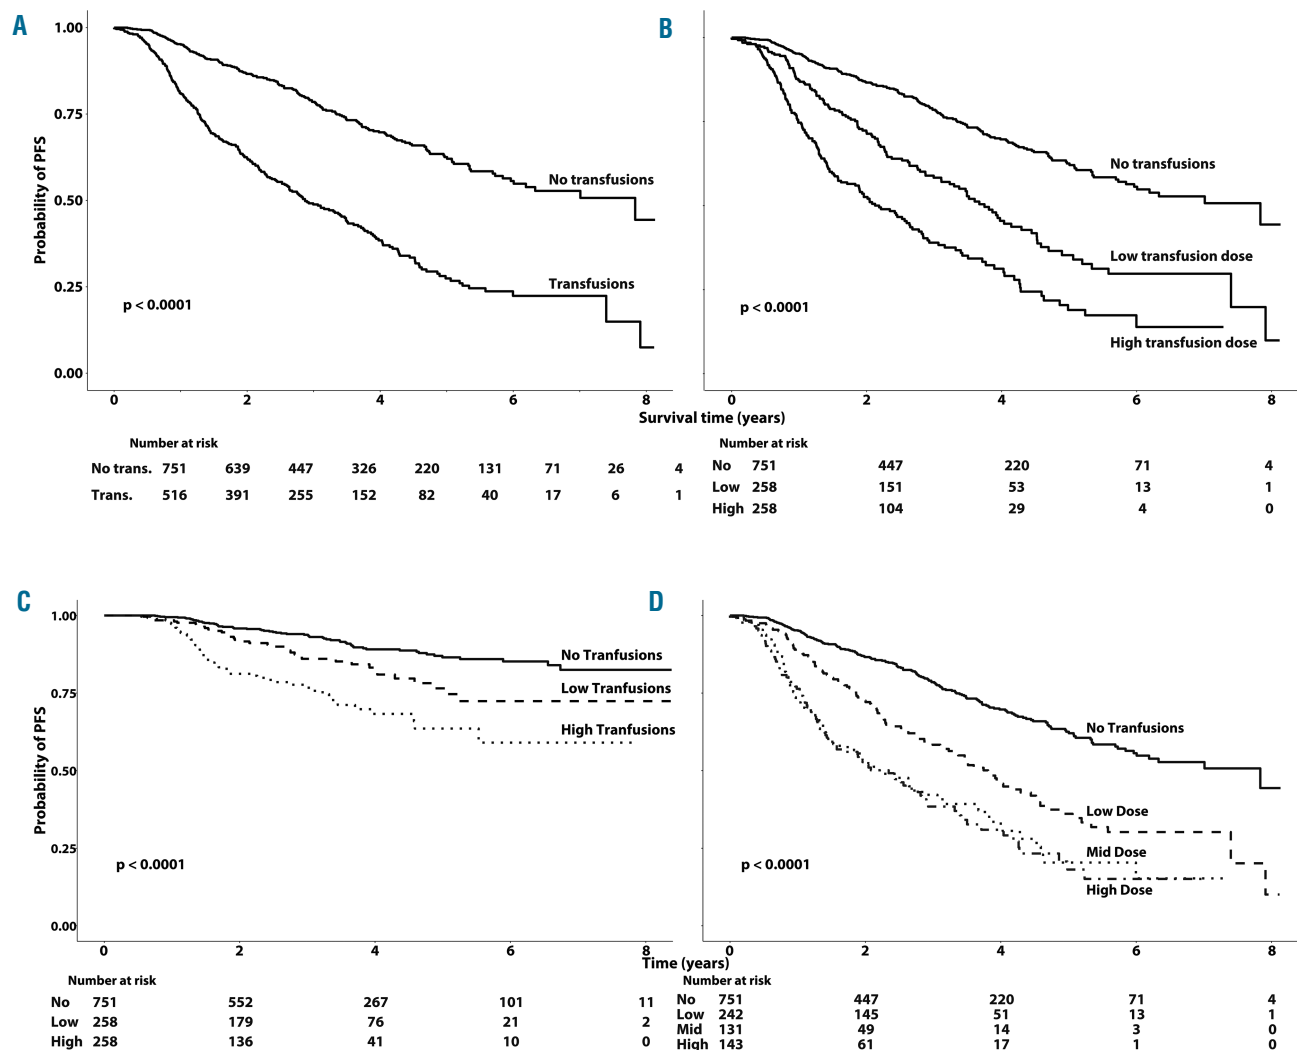 A
1.00
0.75
0.50
0.25
0.00
Probability of PFS
No transfusions
Transfusions
p < 0.0001
0 2 4 6 8
B
No transfusions
Low transfusion dose
High transfusion dose
p < 0.0001
0 2 4 6 8
Survival time (years)
Number at risk
No trans. 751 639 447 326 220 131 71 26 4
Trans. 516 391 255 152 82 40 17 6 1
Number at risk
No 751 447 220 71 4
Low 258 151 53 13 1
High 258 104 29 4 0
C
1.00
0.75
0.50
0.25
0.00
Probability of PFS
No Tranfusions
Low Tranfusions
High Tranfusions
p < 0.0001
0 2 4 6 8
D
No Tranfusions
Low Dose
Mid Dose
High Dose
p < 0.0001
0 2 4 6 8
Time (years)
Number at risk
No 751 552 267 101 11
Low 258 179 76 21 2
High 258 136 41 10 0
Number at risk
No 751 447 220 71 4
Low 242 145 51 13 1
Mid 131 49 14 3 0
High 143 61 17 1 0